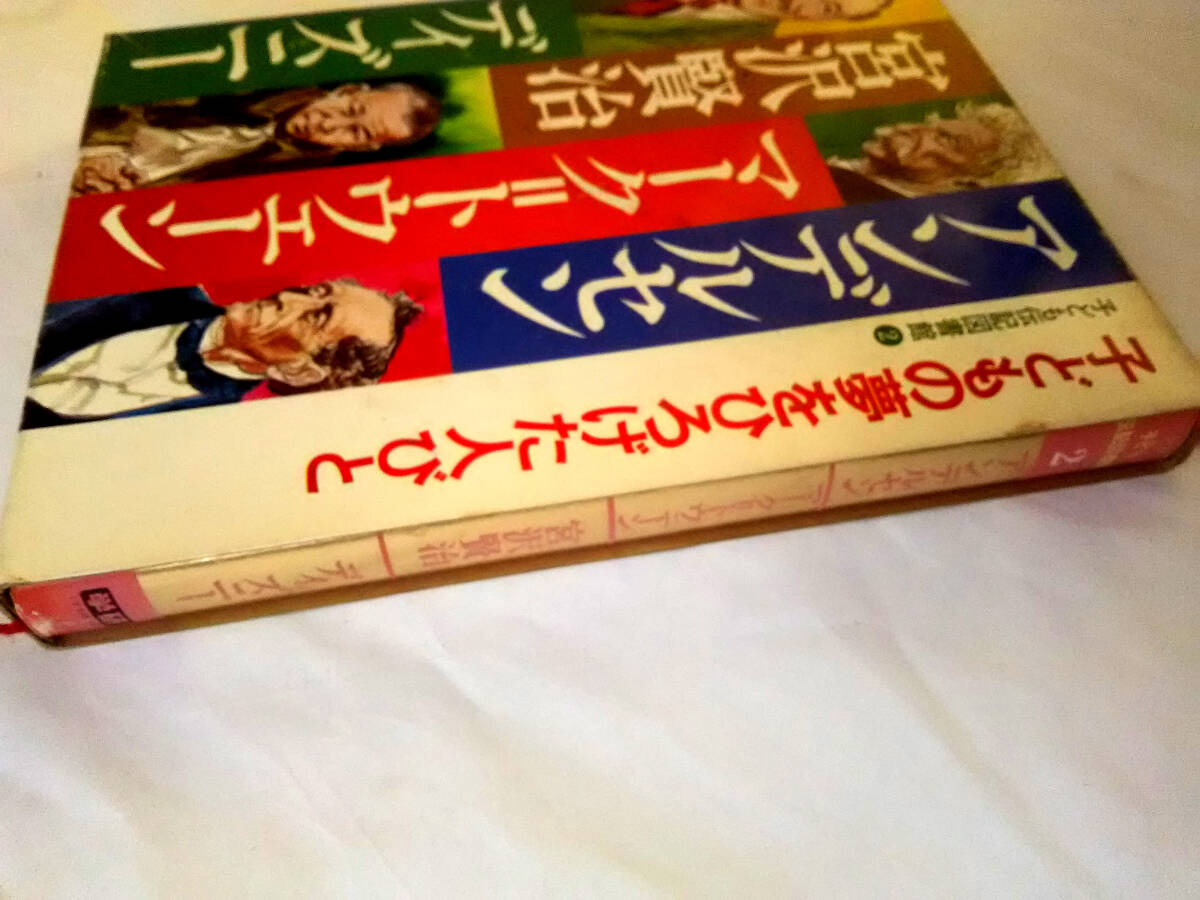 子どもの夢をひろげた人びと
子ども伝記図書館2
アンデルセン
マーク=トウェーン
宮沢賢治
ディズニー
2
アンデルセン
マーク=トウェーン
宮沢賢治
ディズニー